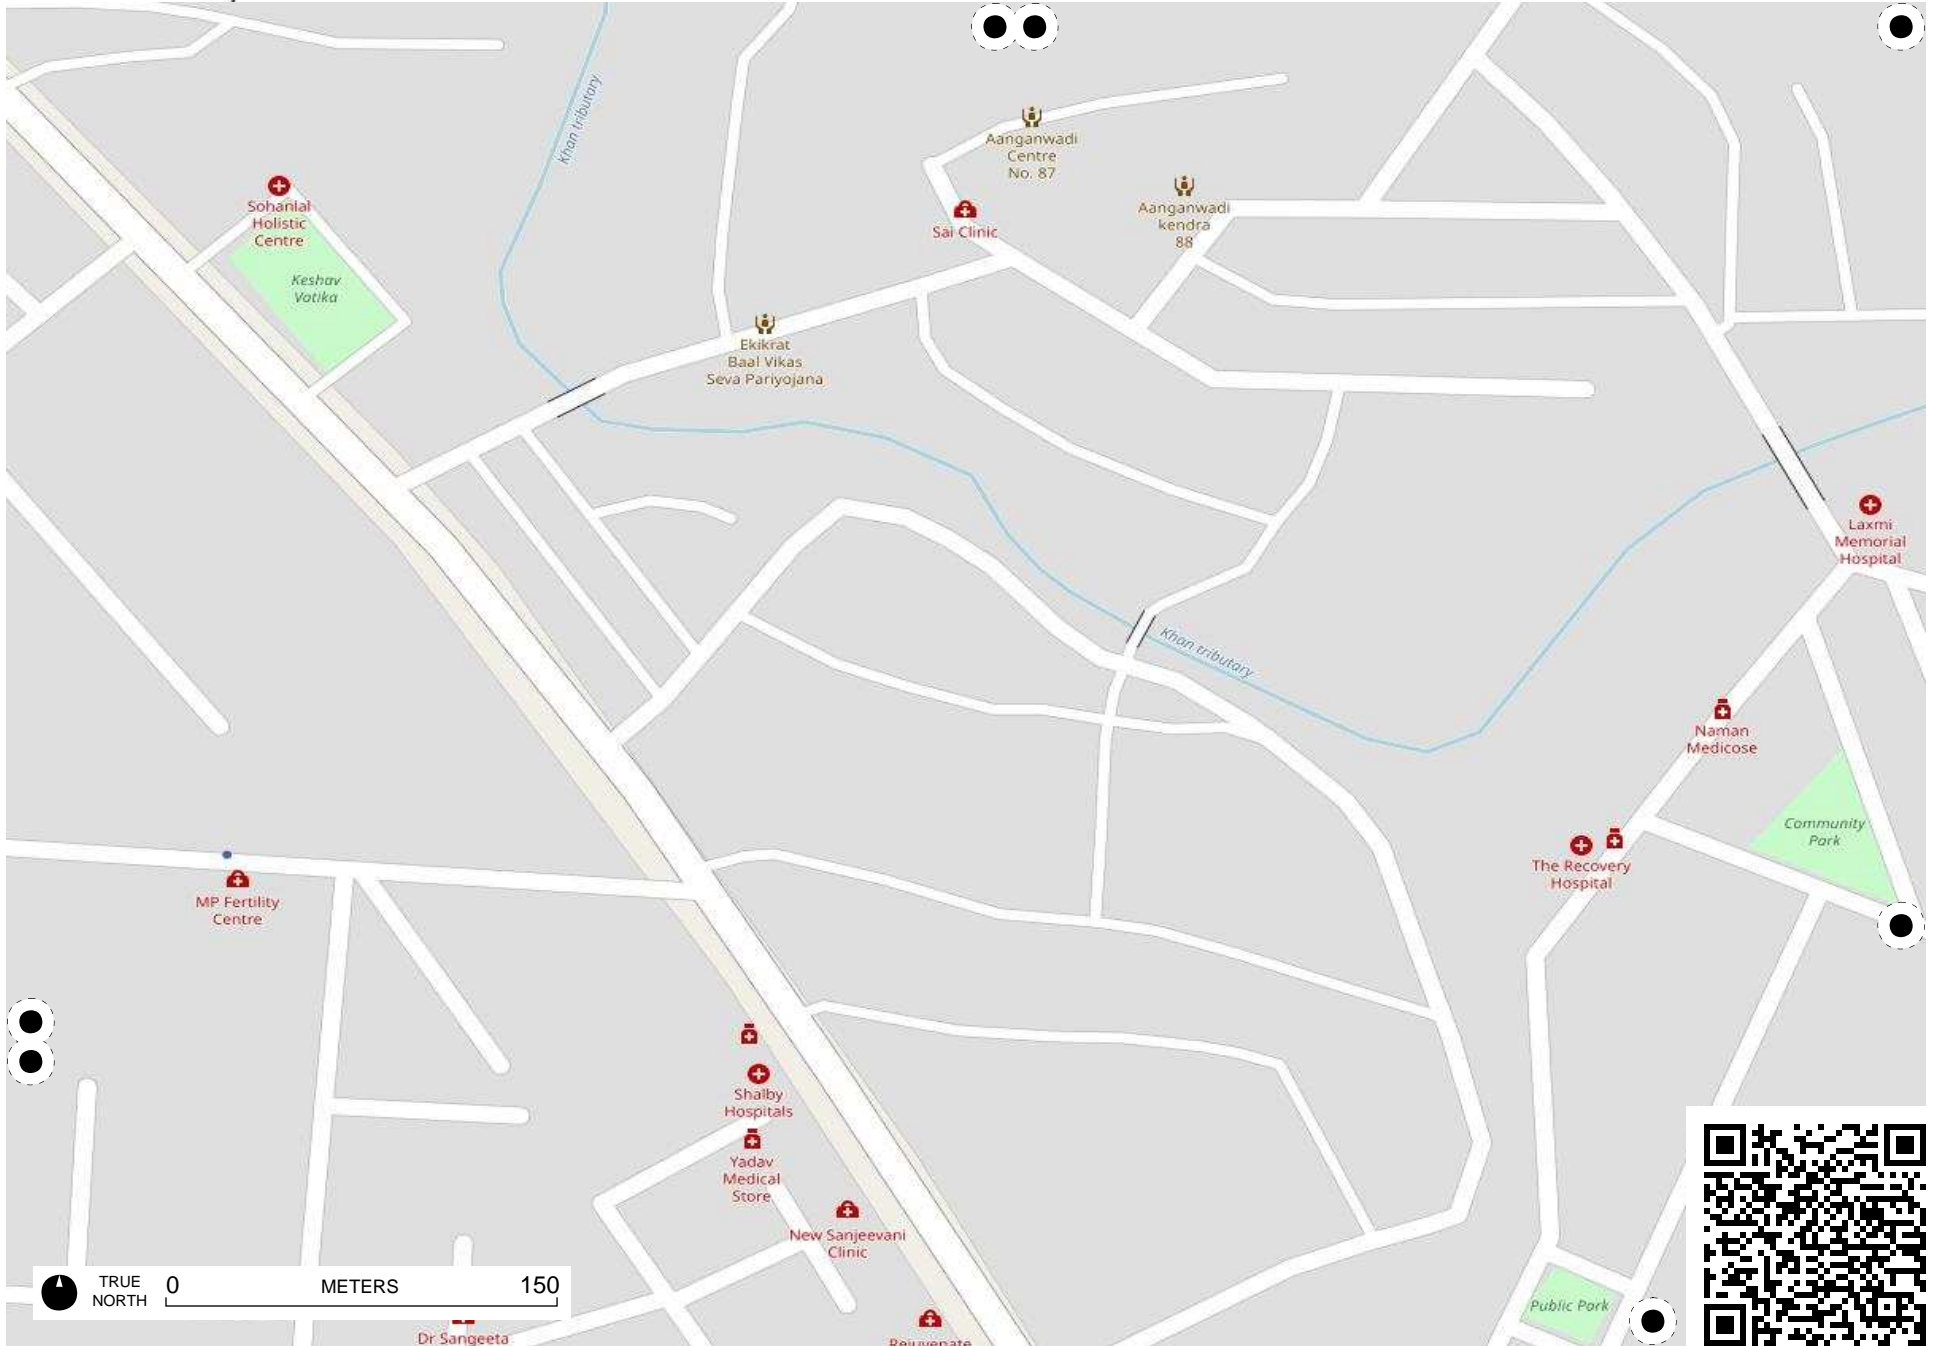 Khan tributary
Aanganwadi
Centre
No. 87
Sohanlal
Holistic
Centre
Sai Clinic
Aanganwadi
kendra
88
Keshav
Vatika
Ekikrat
Baal Vikas
Seva Pariyojana
Laxmi
Memorial
Hospital
Khan tributary
Naman
Medicose
Community
Park
The Recovery
Hospital
MP Fertility
Centre
Shalby
Hospitals
Yadav
Medical
Store
New Sanjeevani
Clinic
TRUE
NORTH
0 METERS 150
Public Park
Dr Sangeeta
Rejuvenate